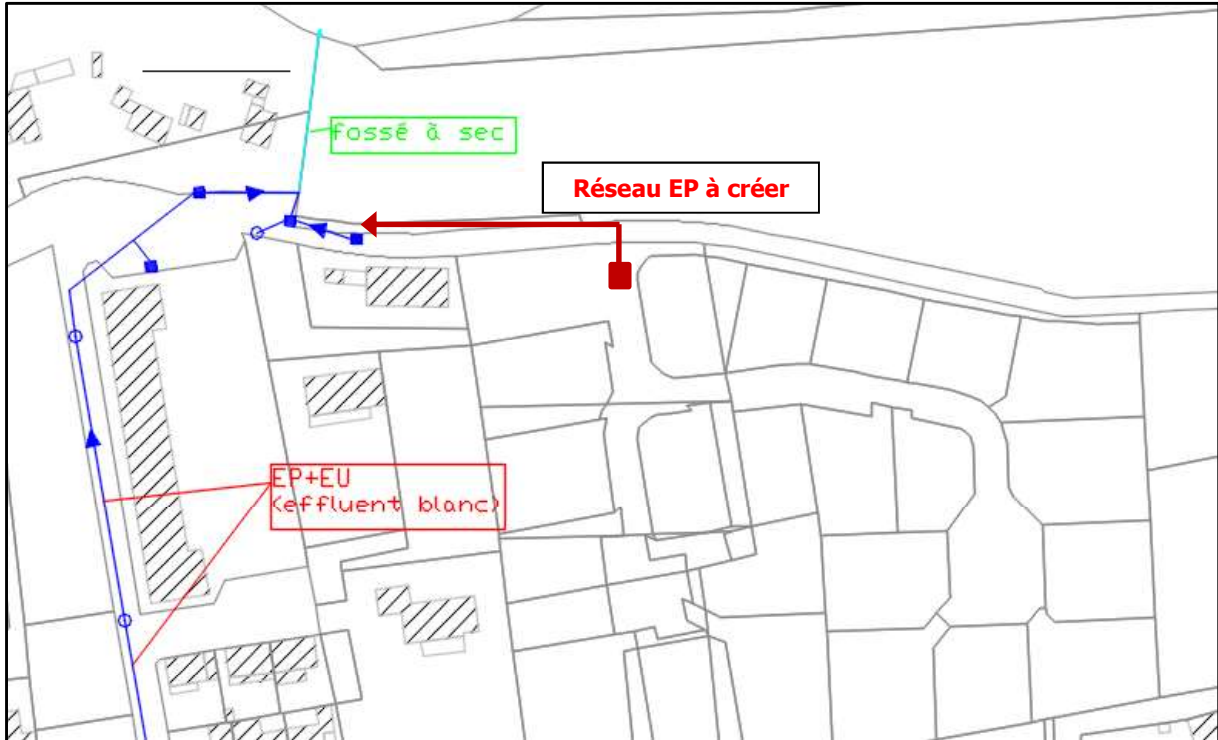 fossé à sec
Réseau EP à créer
EP+EU
(effluent blanc)